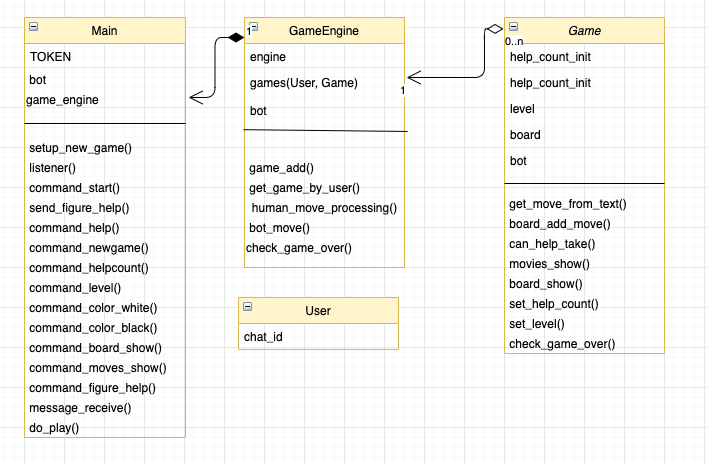 Main
TOKEN
bot
game_engine
setup_new_game()
listener()
command_start()
send_figure_help()
command_help()
command_newgame()
command_helpcount()
command_level()
command_color_white()
command_color_black()
command_board_show()
command_moves_show()
command_figure_help()
message_receive()
do_play()
1
GameEngine
engine
games(User, Game)
1
bot
game_add()
get_game_by_user()
human_move_processing()
bot_move()
check_game_over()
User
chat_id
Game
0..n
help_count_init
help_count_init
level
board
bot
get_move_from_text()
board_add_move()
can_help_take()
movies_show()
board_show()
set_help_count()
set_level()
check_game_over()